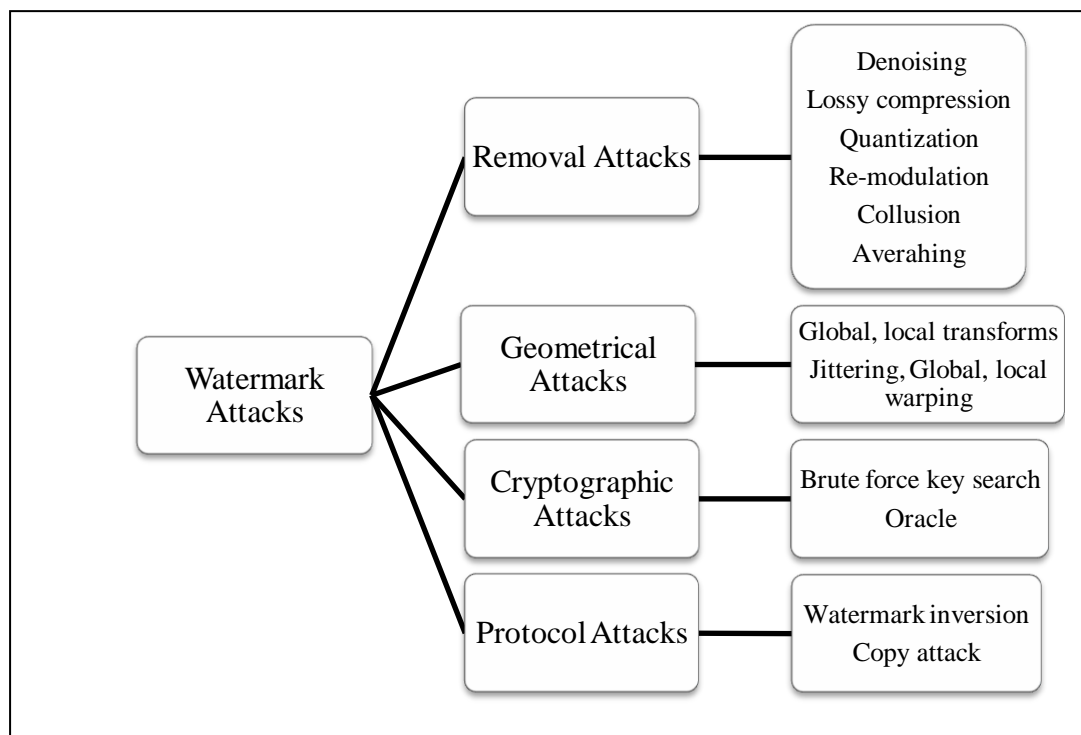 Watermark
Attacks
Removal Attacks
Denoising
Lossy compression
Quantization
Re-modulation
Collusion
Averahing
Geometrical
Attacks
Global, local transforms
Jittering, Global, local
warping
Cryptographic
Attacks
Brute force key search
Oracle
Protocol Attacks
Watermark inversion
Copy attack